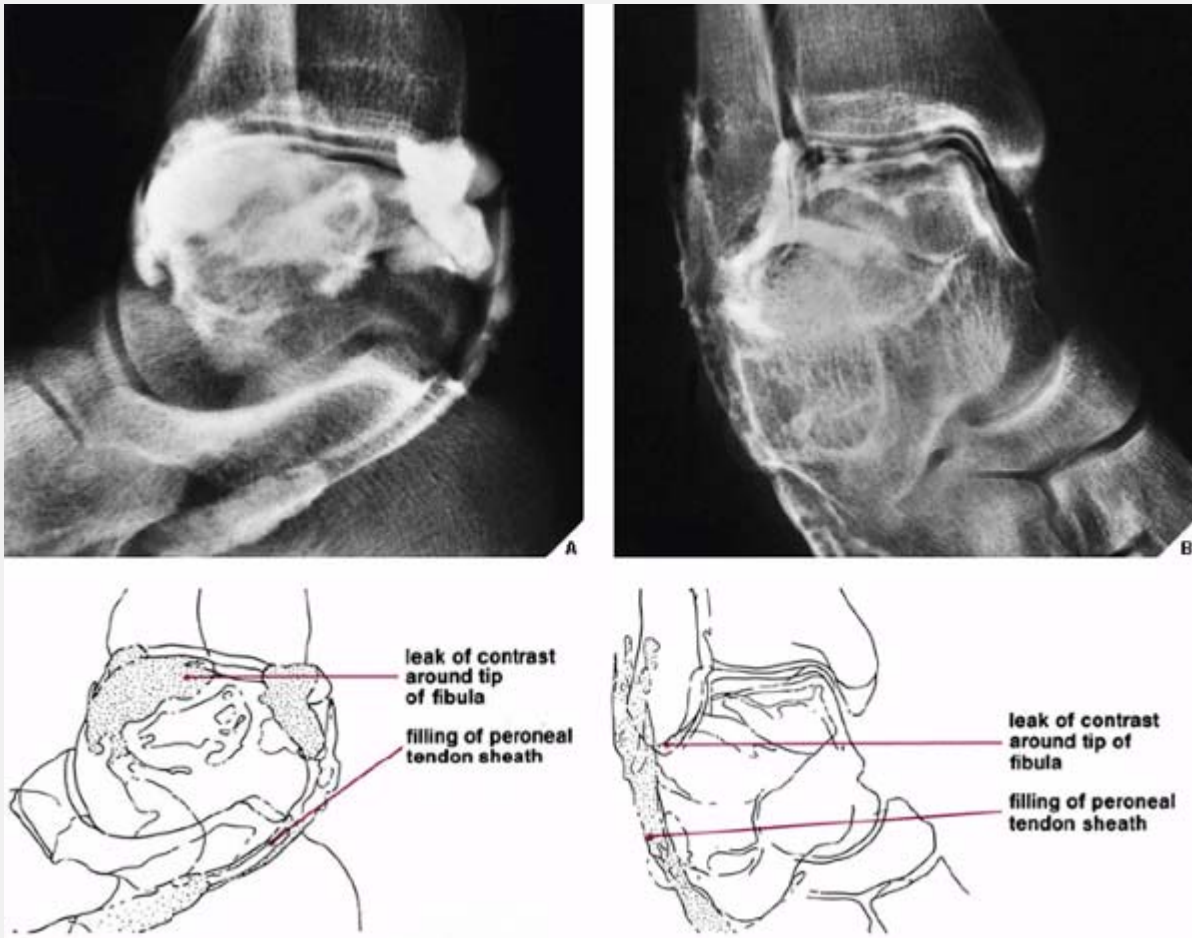 A
B
leak of contrast
around tip
of fibula
filling of peroneal
tendon sheath
leak of contrast
around tip of
fibula
filling of peroneal
tendon sheath